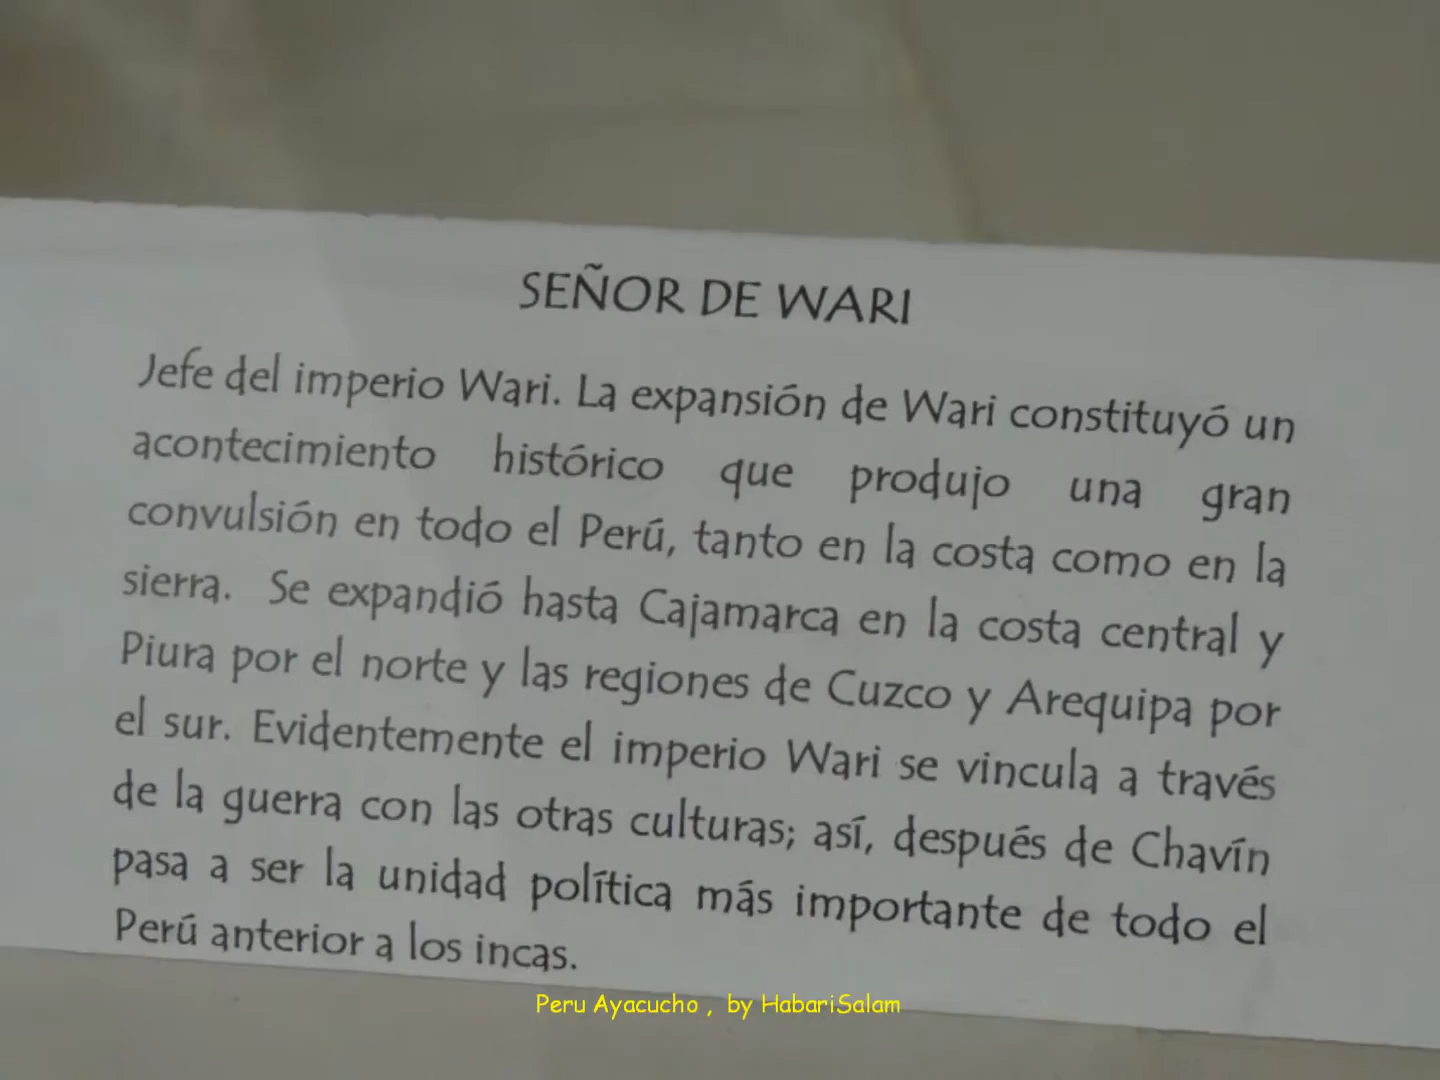 SEÑOR DE WARI
Jefe del imperio Wari. La expansión de Wari constituyó un
acontecimiento histórico que produjo una gran
convulsión en todo el Perú, tanto en la costa como en la
sierra. Se expandió hasta Cajamarca en la costa central y
Piura por el norte y las regiones de Cuzco y Arequipa por
el sur. Evidentemente el imperio Wari se vincula a través
de la guerra con las otras culturas; así, después de Chavín
pasa a ser la unidad política más importante de todo el
Perú anterior a los incas.
Peru Ayacucho , by HabariSalam